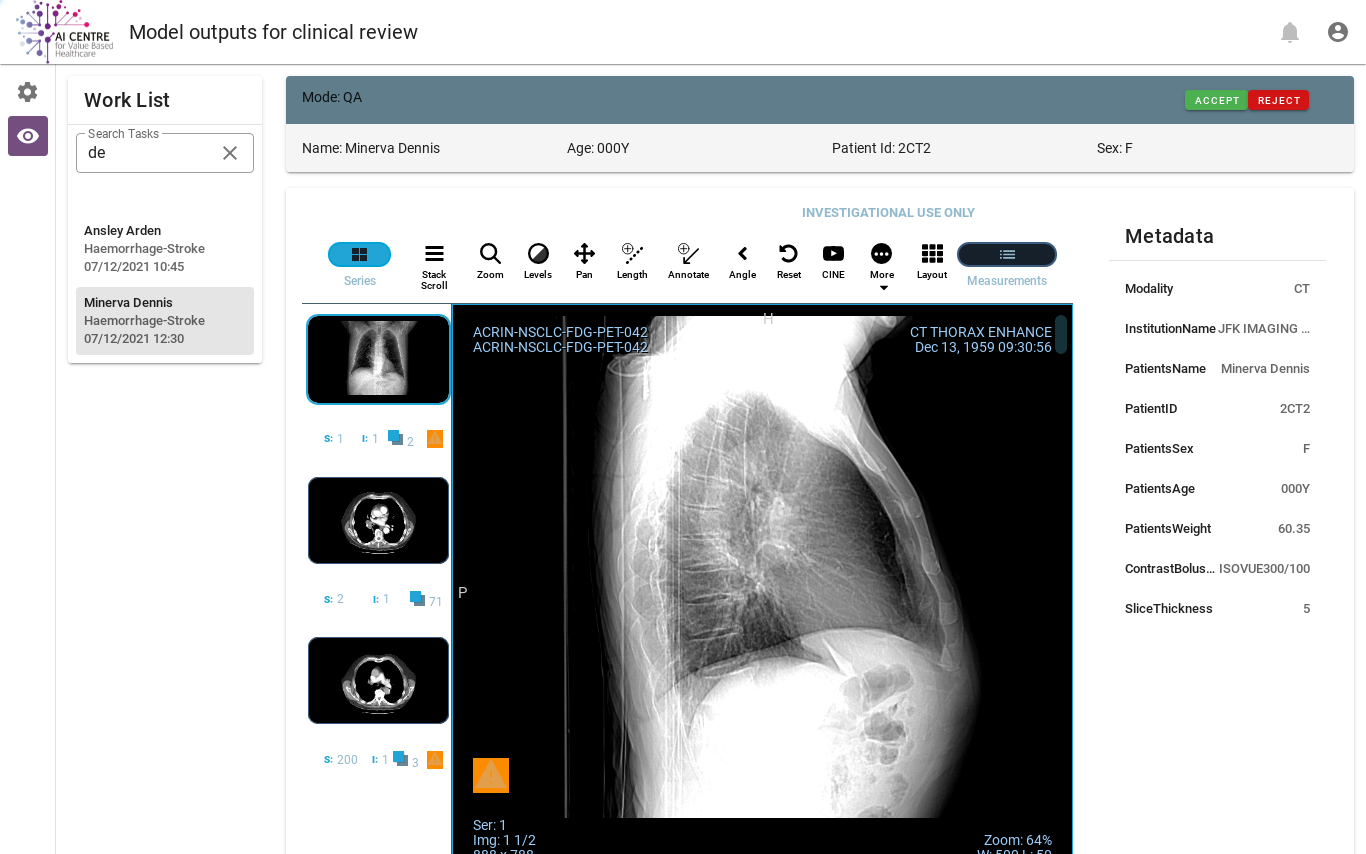 AI CENTRE
for Value Based
Healthcare
Model outputs for clinical review
Work List
Search Tasks
de
Ansley Arden
Haemorrhage-Stroke
07/12/2021 10:45
Minerva Dennis
Haemorrhage-Stroke
07/12/2021 12:30
Mode: QA
ACCEPT
REJECT
Name: Minerva Dennis
Age: 000Y
Patient Id: 2CT2
Sex: F
INVESTIGATIONAL USE ONLY
Series
Stack
Scroll
Zoom
Levels
Pan
Length
Annotate
Angle
Reset
CINE
More
Layout
Measurements
S: 1 I: 1 2
S: 2 I: 1 71
S: 200 I: 1 3
ACRIN-NSCLC-FDG-PET-042
ACRIN-NSCLC-FDG-PET-042
H
CT THORAX ENHANCE
Dec 13, 1959 09:30:56
P
Ser: 1
Img: 1 1/2
888 x 788
Zoom: 64%
W: 500 L: 50
Metadata
Modality CT
InstitutionName JFK IMAGING ...
PatientsName Minerva Dennis
PatientID 2CT2
PatientsSex F
PatientsAge 000Y
PatientsWeight 60.35
ContrastBolus... ISOVUE300/100
SliceThickness 5